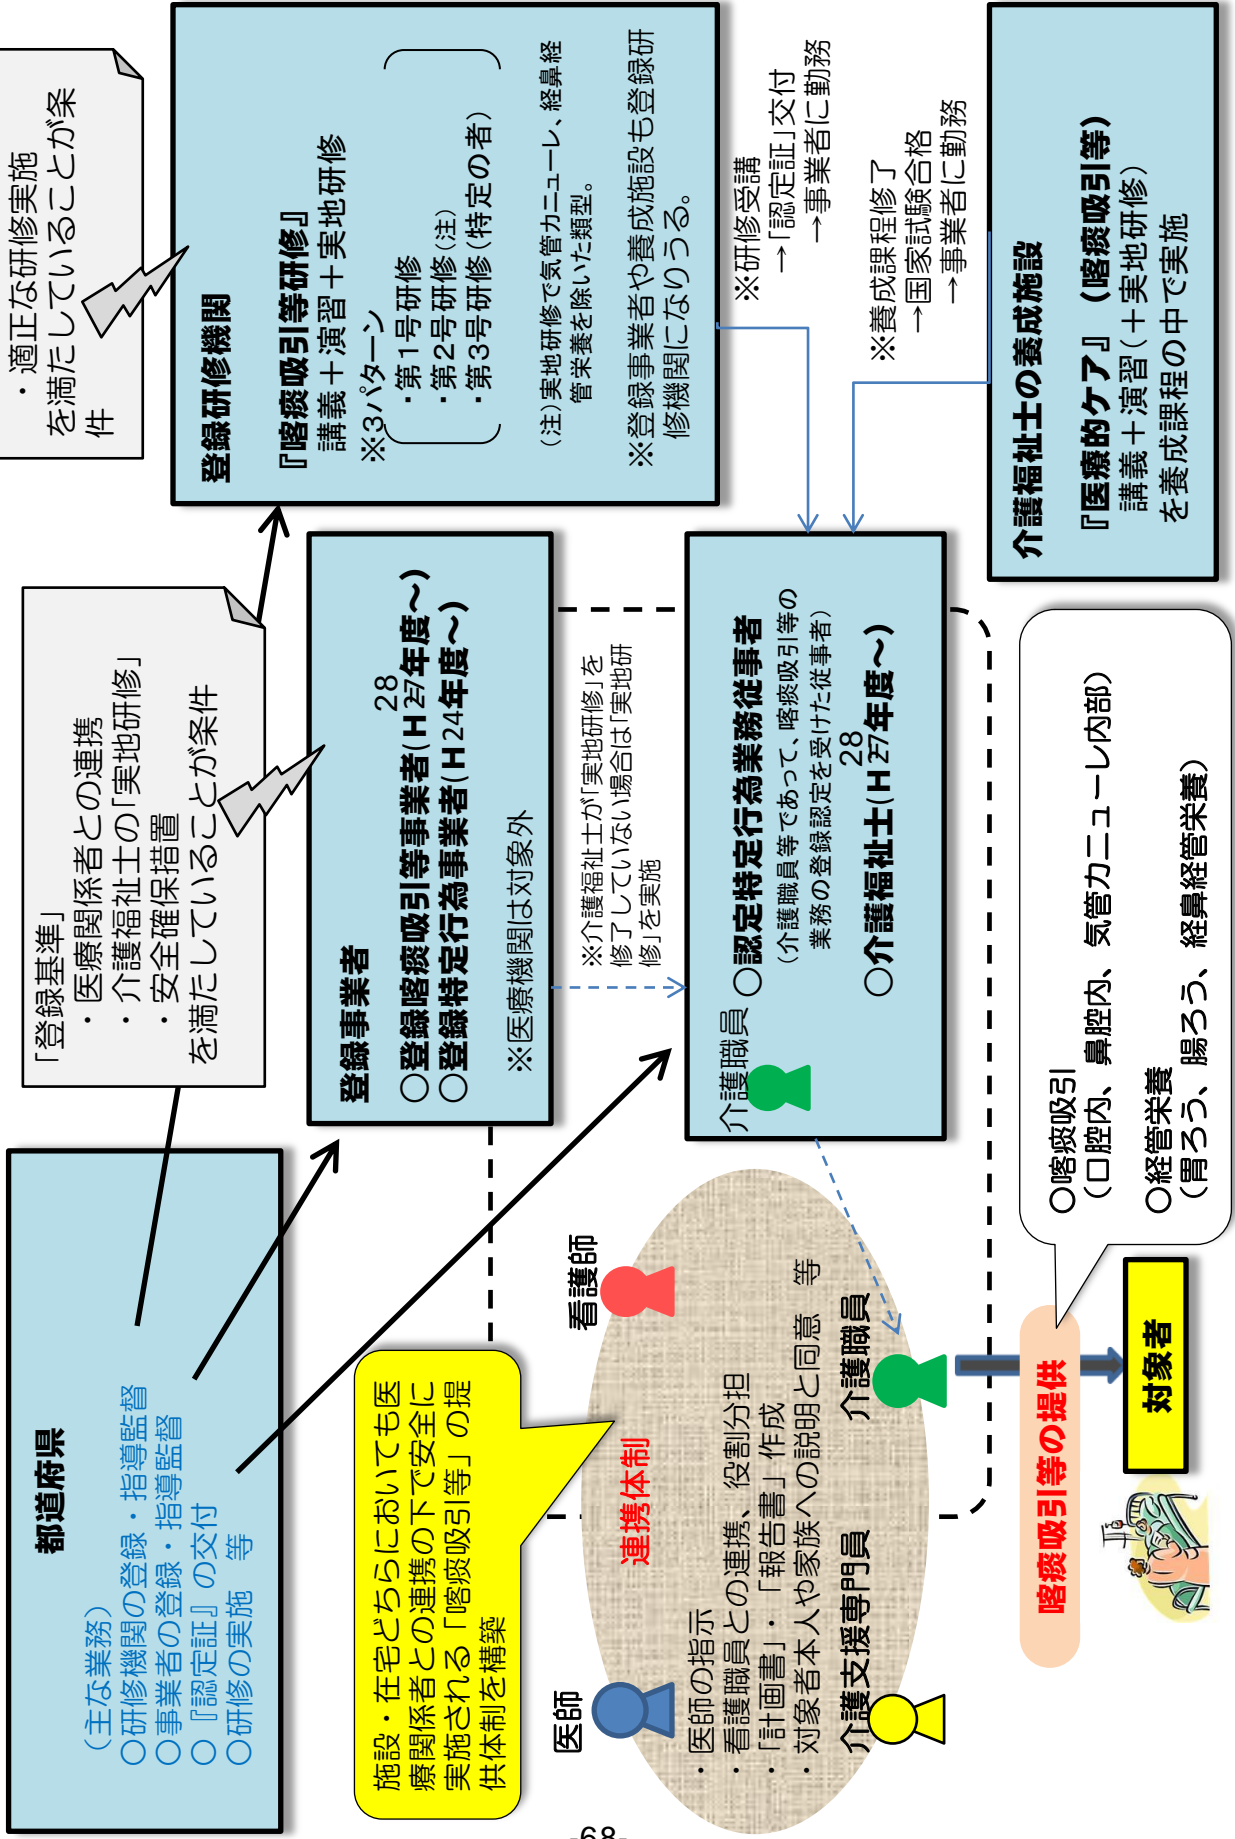 都道府県
(主な業務)
○研修機関の登録・指導監督
○事業者の登録・指導監督
○『認定証』の交付
○研修の実施　等
「登録基準」
・医療関係者との連携
・介護福祉士の「実地研修」
・安全確保措置
を満たしていることが条件
・適正な研修実施
を満たしていることが条
件
登録研修機関
『喀痰吸引等研修』
講義＋演習＋実地研修
※3パターン
・第1号研修
・第2号研修(注)
・第3号研修(特定の者)
(注)実地研修で気管カニューレ、経鼻経
管栄養を除いた類型。
※登録事業者や養成施設も登録研
修機関になりうる。
登録事業者
28
○登録喀痰吸引等事業者(H27年度～)
○登録特定行為事業者(H24年度～)
※医療機関は対象外
施設・在宅どちらにおいても医
療関係者との連携の下で安全に
実施される「喀痰吸引等」の提
供体制を構築
※介護福祉士が「実地研修」を
修了していない場合は「実地研
修」を実施
※研修受講
→「認定証」交付
→事業者に勤務
※養成課程修了
→国家試験合格
→事業者に勤務
介護職員
○認定特定行為業務従事者
(介護職員等であって、喀痰吸引等の
業務の登録認定を受けた従事者)
28
○介護福祉士(H27年度～)
医師
看護師
連携体制
・医師の指示
・看護職員との連携、役割分担
・「計画書」・「報告書」作成
・対象者本人や家族への説明と同意　等
介護支援専門員
介護職員
介護福祉士の養成施設
『医療的ケア』(喀痰吸引等)
講義＋演習(＋実地研修)
を養成課程の中で実施
喀痰吸引等の提供
○喀痰吸引
(口腔内、鼻腔内、気管カニューレ内部)
○経管栄養
(胃ろう、腸ろう、経鼻経管栄養)
対象者
-68-